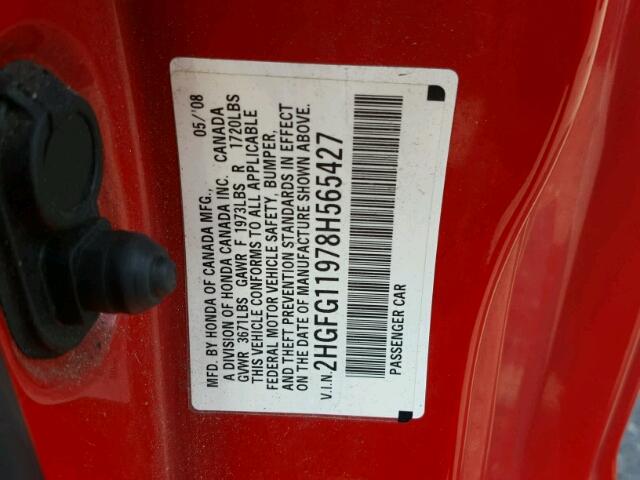 MFD. BY HONDA OF CANADA MFG., 05/'08
A DIVISION OF HONDA CANADA INC. CANADA
GVWR 3671LBS GAWR F 1973LBS R 1720LBS
THIS VEHICLE CONFORMS TO ALL APPLICABLE
FEDERAL MOTOR VEHICLE SAFETY, BUMPER,
AND THEFT PREVENTION STANDARDS IN EFFECT
ON THE DATE OF MANUFACTURE SHOWN ABOVE.
V.I.N. 2HGFG11978H565427
PASSENGER CAR